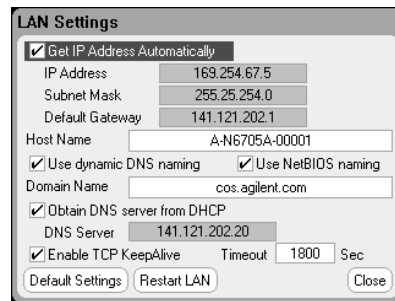 LAN Settings
Get IP Address Automatically
IP Address 169.254.67.5
Subnet Mask 255.25.254.0
Default Gateway 141.121.202.1
Host Name A-N6705A-00001
Use dynamic DNS naming Use NetBIOS naming
Domain Name cos.agilent.com
Obtain DNS server from DHCP
DNS Server 141.121.202.20
Enable TCP KeepAlive Timeout 1800 Sec
Default Settings Restart LAN Close